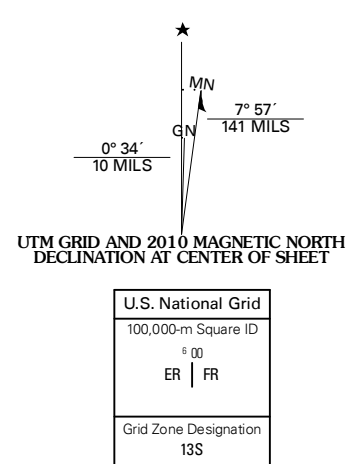 ★
MN
7° 57´
141 MILS
GN
0° 34´
10 MILS
UTM GRID AND 2010 MAGNETIC NORTH
DECLINATION AT CENTER OF SHEET
U.S. National Grid
100,000-m Square ID
6 00
ER FR
Grid Zone Designation
13S